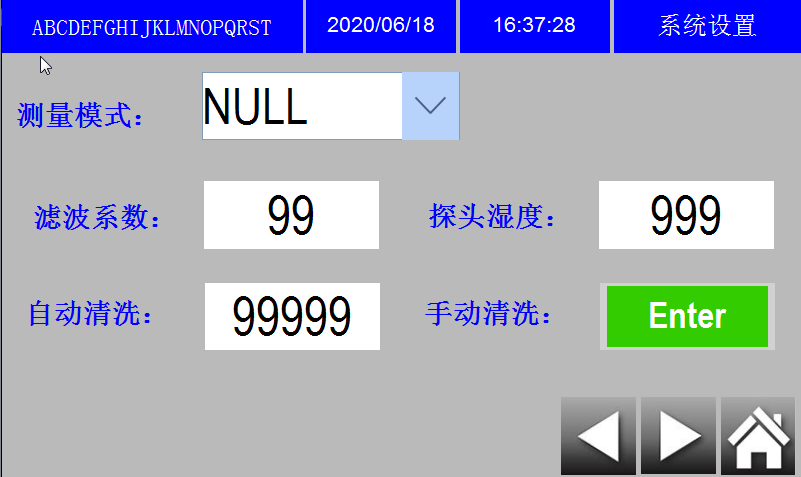 ABCDEFGHIJKLMNOPQRST 2020/06/18 16:37:28 系统设置
测量模式： NULL
滤波系数： 99 探头湿度： 999
自动清洗： 99999 手动清洗： Enter